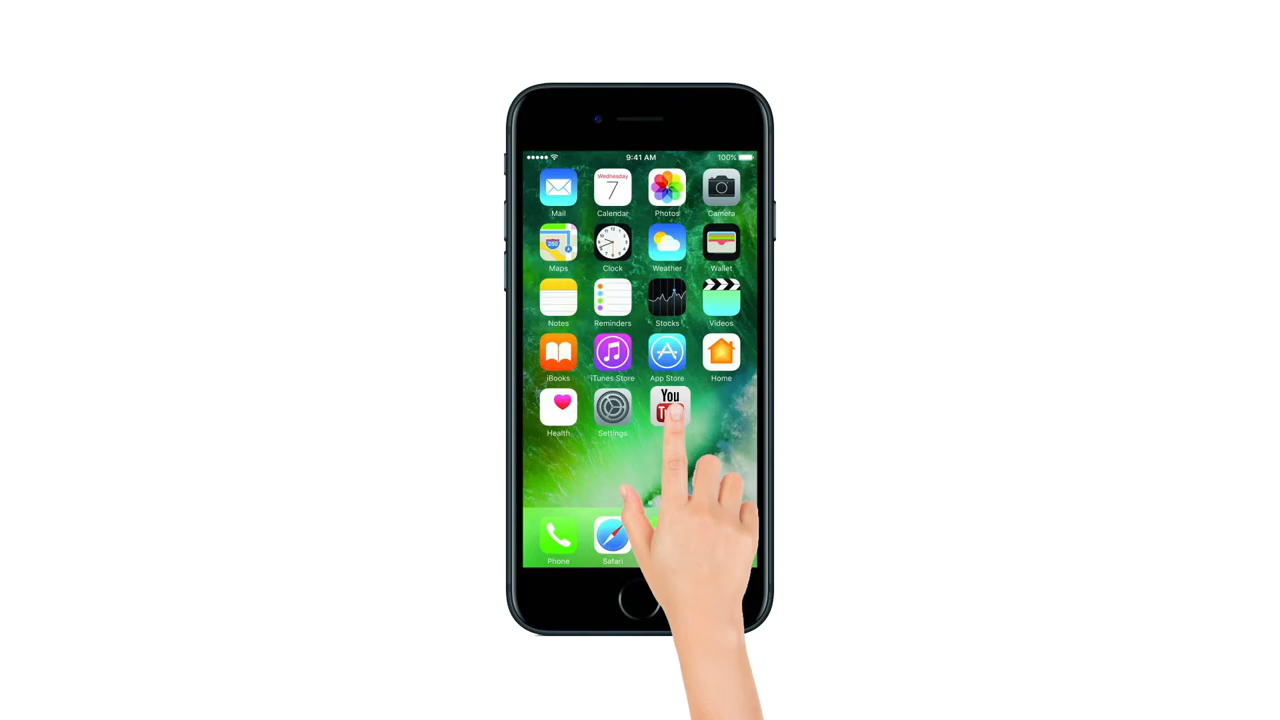 9:41 AM 100%
Wednesday
7
Mail Calendar Photos Camera
280
Maps Clock Weather Wallet
Notes Reminders Stocks Videos
iBooks iTunes Store App Store Home
You
Health Settings
Phone Safari